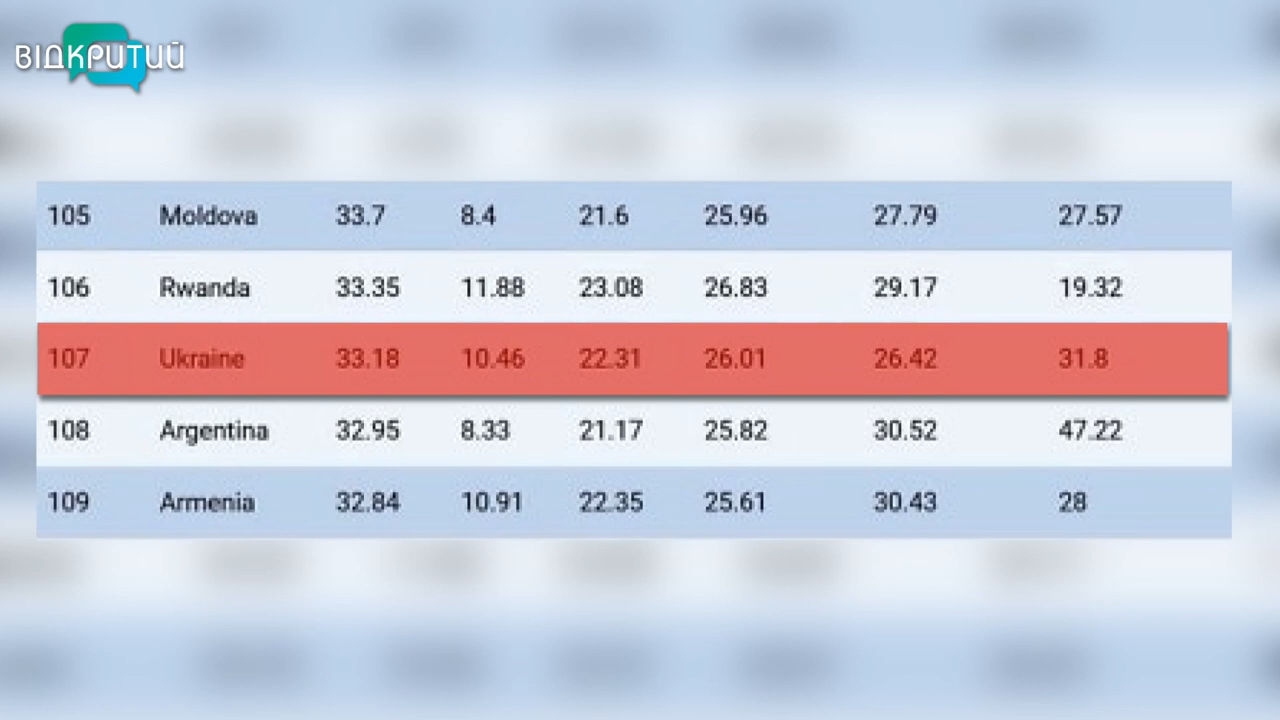 ВІДКРИТИЙ
105 Moldova 33.7 8.4 21.6 25.96 27.79 27.57
106 Rwanda 33.35 11.88 23.08 26.83 29.17 19.32
107 Ukraine 33.18 10.46 22.31 26.01 26.42 31.8
108 Argentina 32.95 8.33 21.17 25.82 30.52 47.22
109 Armenia 32.84 10.91 22.35 25.61 30.43 28